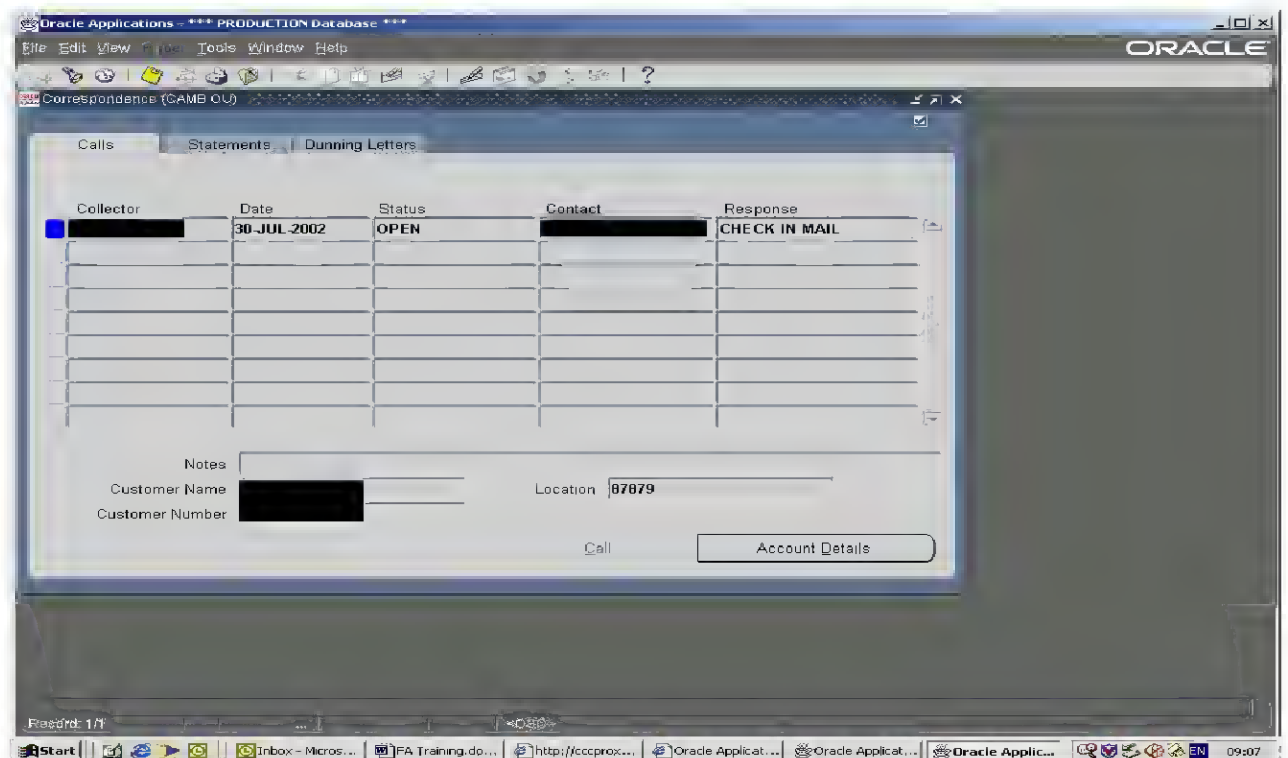 Oracle Applications - *** PRODUCTION Database ***
File Edit View Tools Window Help
ORACLE
Correspondence (CAMB OU)
Calls Statements Dunning Letters
Collector Date Status Contact Response
30-JUL-2002 OPEN CHECK IN MAIL
Notes
Customer Name Location 87879
Customer Number
Call Account Details
Record: 1/1 ... <OSC>
Start Inbox - Micros... FA Training.do... http://cccprox... Oracle Applicat... Oracle Applicat... Oracle Applic... EN 09:07